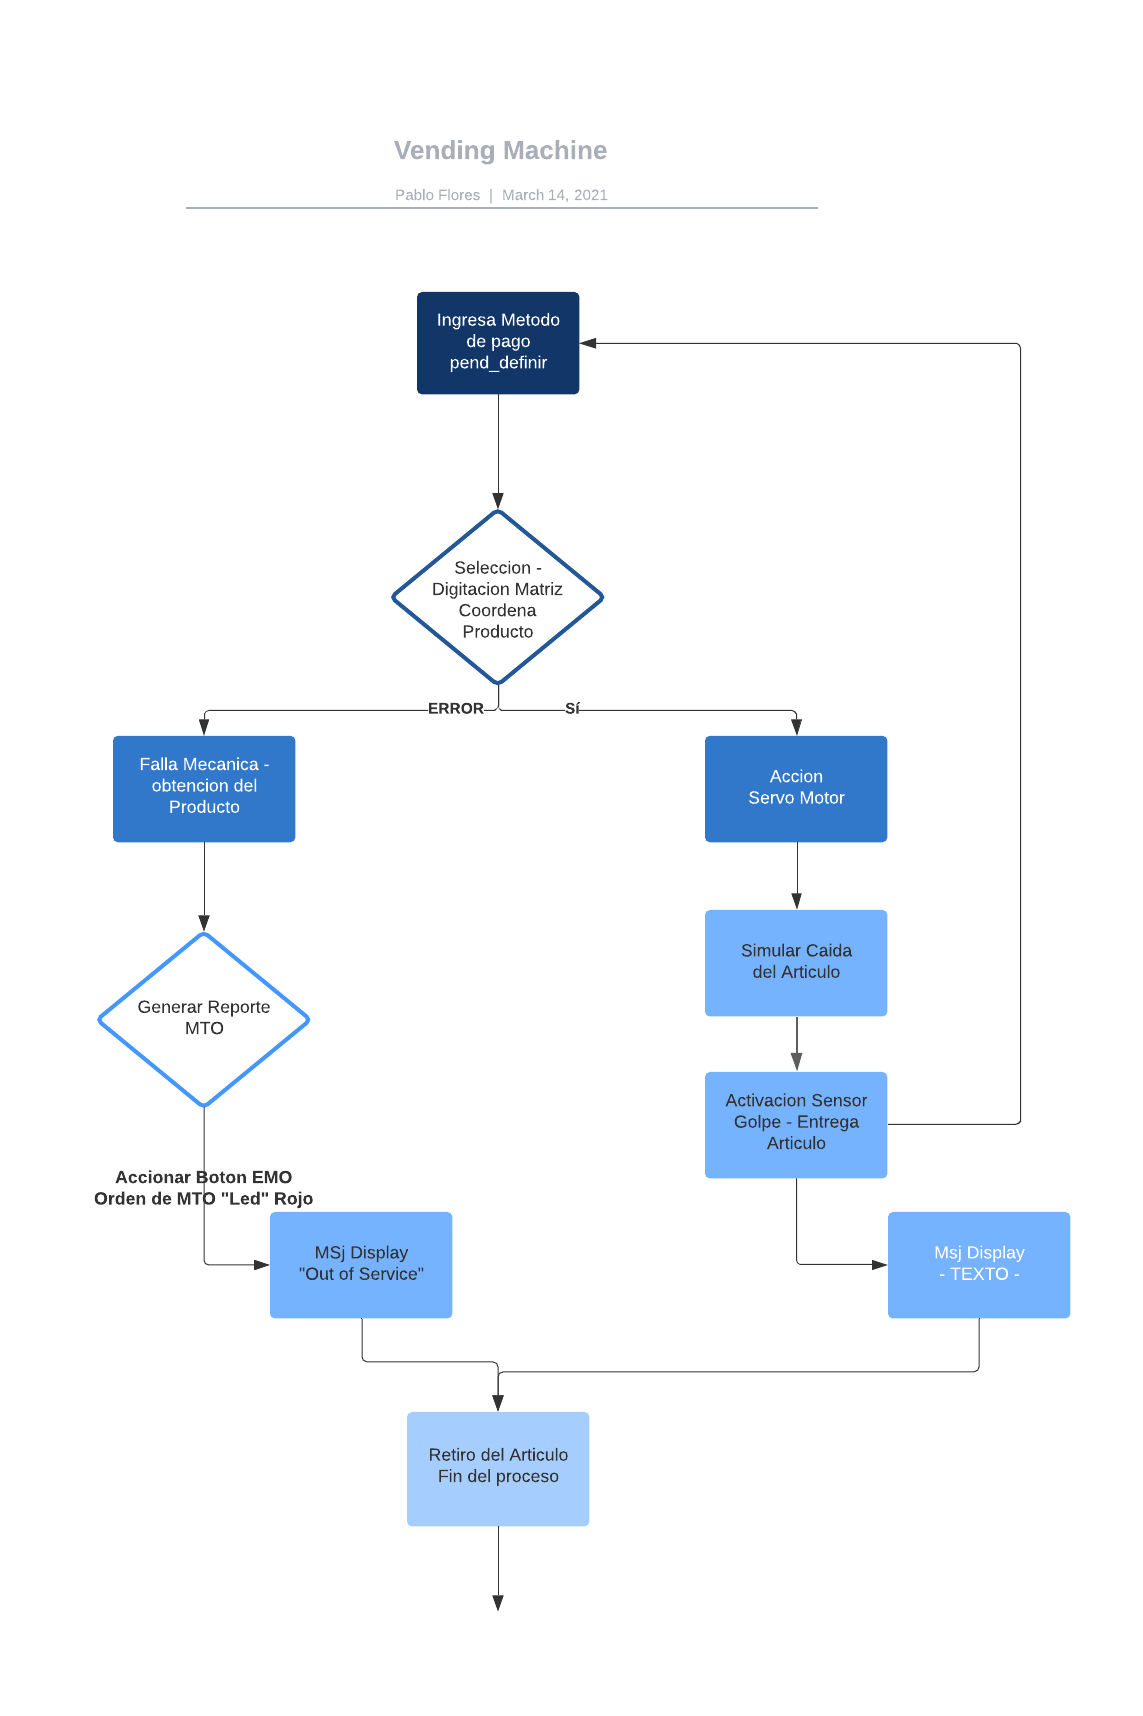 Vending Machine
Pablo Flores | March 14, 2021
Ingresa Metodo
de pago
pend_definir
Seleccion -
Digitacion Matriz
Coordena
Producto
ERROR
Sí
Falla Mecanica -
obtencion del
Producto
Accion
Servo Motor
Simular Caida
del Articulo
Generar Reporte
MTO
Activacion Sensor
Golpe - Entrega
Articulo
Accionar Boton EMO
Orden de MTO "Led" Rojo
MSj Display
"Out of Service"
Msj Display
- TEXTO -
Retiro del Articulo
Fin del proceso